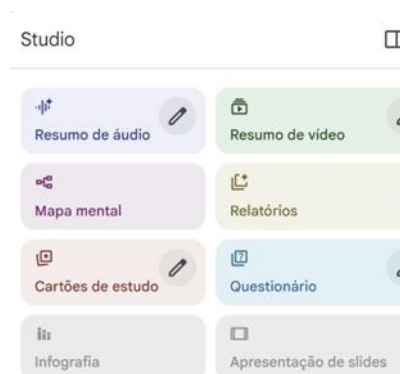 Studio
Resumo de áudio
Resumo de vídeo
Mapa mental
Relatórios
Cartões de estudo
Questionário
Infografia
Apresentação de slides